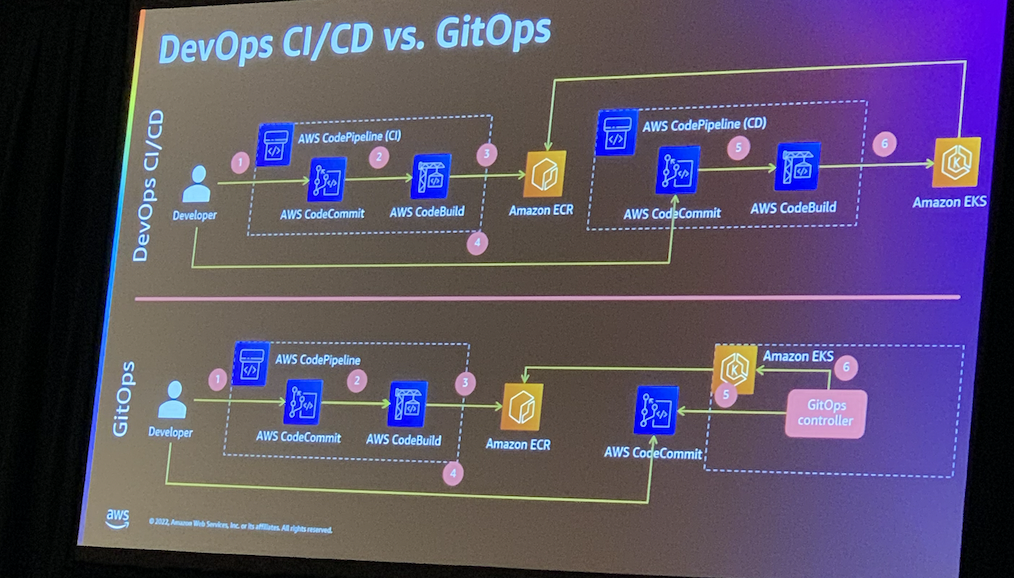 DevOps CI/CD vs. GitOps
DevOps CI/CD
1
AWS CodePipeline (CI)
2
3
AWS CodePipeline (CD)
5
6
Developer
AWS CodeCommit
AWS CodeBuild
Amazon ECR
AWS CodeCommit
AWS CodeBuild
Amazon EKS
4
GitOps
1
AWS CodePipeline
2
3
Amazon EKS
6
5
GitOps
controller
Developer
AWS CodeCommit
AWS CodeBuild
Amazon ECR
AWS CodeCommit
4
aws
© 2022, Amazon Web Services, Inc. or its affiliates. All rights reserved.